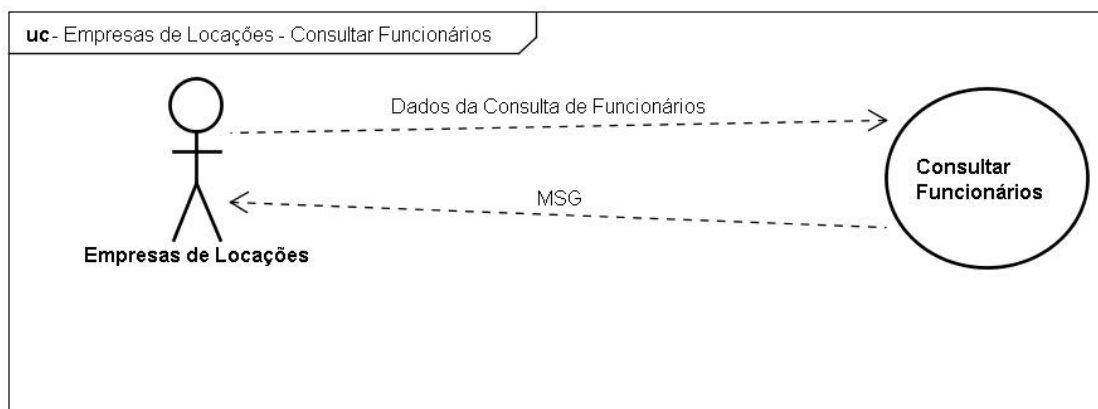 uc - Empresas de Locações - Consultar Funcionários
Dados da Consulta de Funcionários
Consultar
Funcionários
MSG
Empresas de Locações